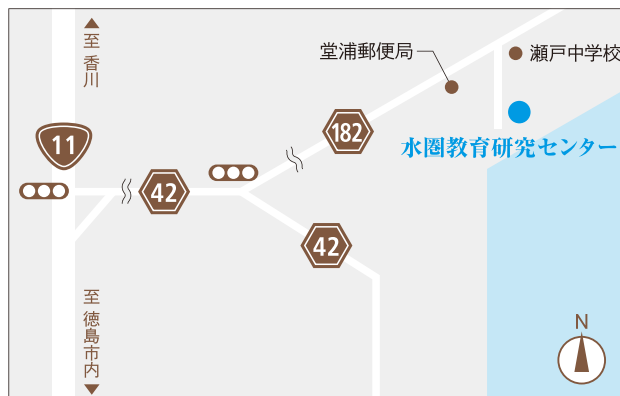 至 香川
堂浦郵便局
瀬戸中学校
11
182
水圏教育研究センター
42
42
至 徳島市内
N